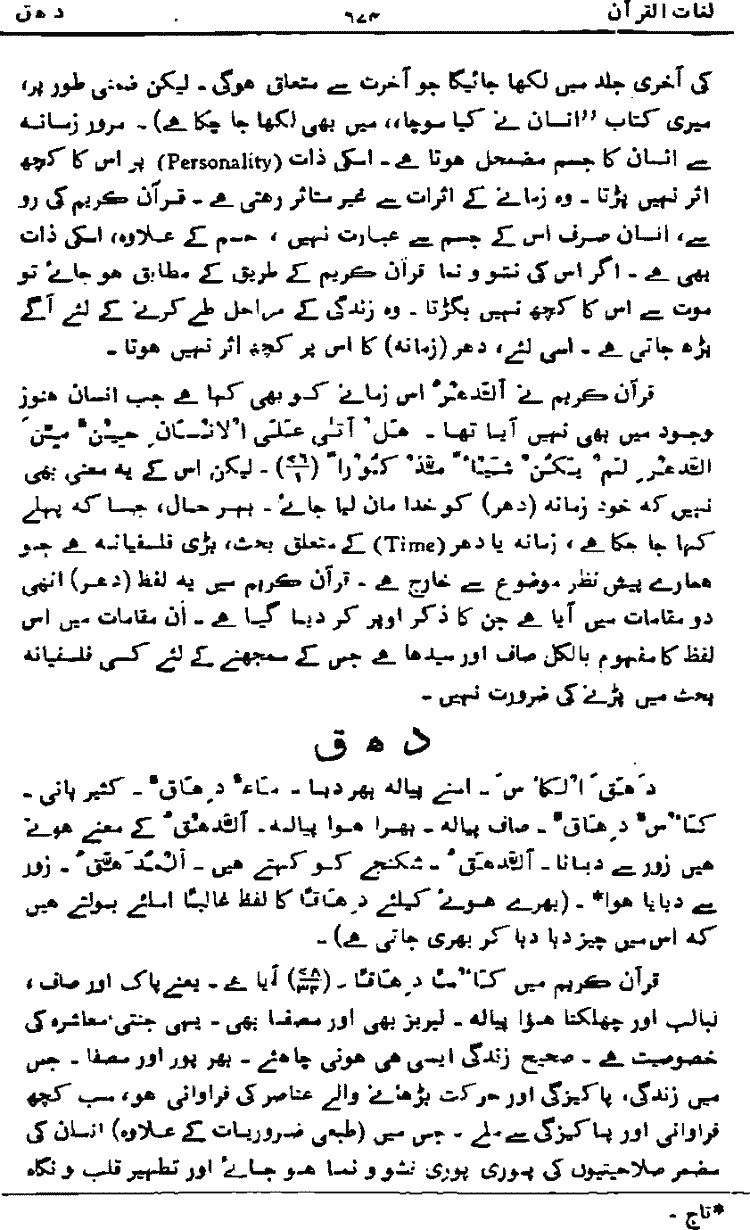 لغات القرآن ۶۷۴ د ھ ق
کی آخری جلد میں لکھا جائیگا جو آخرت سے متعلق ہوگی ۔ لیکن ضمنی طور پر،
میری کتاب ’’انسان نے کیا سوچا،، میں بھی لکھا جا چکا ہے) ۔ مرور زمانہ
سے انسان کا جسم مضمحل ہوتا ہے ۔ اسکی ذات (Personality) پر اس کا کچھ
اثر نہیں پڑتا ۔ وہ زمانے کے اثرات سے غیر متاثر رہتی ہے ۔ قرآن کریم کی رو
سے، انسان صرف اس کے جسم سے عبارت نہیں ، جسم کے علاوہ، اسکی ذات
بھی ہے ۔ اگر اس کی نشو و نما قرآن کریم کے طریق کے مطابق ہو جائے تو
موت سے اس کا کچھ نہیں بگڑتا ۔ وہ زندگی کے مراحل طے کرنے کے لئے آگے
بڑھ جاتی ہے ۔ اسی لئے، دھر (زمانہ) کا اس پر کچھ اثر نہیں ہوتا ۔
قرآن کریم نے اَلدَّھْرُ اس زمانے کو بھی کہا ہے جب انسان ہنوز
وجود میں بھی نہیں آیا تھا ۔ ھَلْ اَتٰی عَلَی الْاِنْسَانِ حِیْنٌ مِّنَ
الدَّھْرِ لَمْ یَکُنْ شَیْئًا مَّذْکُوْرًا (۷۶/۱) ۔ لیکن اس کے یہ معنی بھی
نہیں کہ خود زمانہ (دھر) کو خدا مان لیا جائے ۔ بہر حال، جیسا کہ پہلے
کہا جا چکا ہے ، زمانہ یا دھر (Time) کے متعلق بحث، بڑی فلسفیانہ ہے جو
ہمارے پیش نظر موضوع سے خارج ہے ۔ قرآن کریم میں یہ لفظ (دھر) انہی
دو مقامات میں آیا ہے جن کا ذکر اوپر کر دیا گیا ہے ۔ اُن مقامات میں اس
لفظ کا مفہوم بالکل صاف اور سیدھا ہے جس کے سمجھنے کے لئے کسی فلسفیانہ
بحث میں پڑنے کی ضرورت نہیں ۔
د ھ ق
دَھَقَ الْکَاْسَ ۔ اسنے پیالہ بھر دیا ۔ مَاءٌ دِھَاقٌ ۔ کثیر پانی ۔
کَاْسٌ دِھَاقٌ ۔ صاف پیالہ ۔ بھرا ہوا پیالہ ۔ اَلدَّھْقُ کے معنے ہوتے
ہیں زور سے دبانا ۔ اَلدَّھَقُ ۔ شکنجے کو کہتے ہیں ۔ اَلْمُدَھَّقُ ۔ زور
سے دبایا ہوا* ۔ (بھرے ہوئے کیلئے دِھَاقًا کا لفظ غالباً اسلئے بولتے ہیں
کہ اس میں چیز دبا دبا کر بھری جاتی ہے) ۔
قرآن کریم میں کَاْسًا دِھَاقًا ۔ (۷۸/۳۴) آیا ہے ۔ یعنے پاک اور صاف ،
لبالب اور چھلکتا ہوا پیالہ ۔ لبریز بھی اور مصفا بھی ۔ یہی جنتی معاشرہ کی
خصوصیت ہے ۔ صحیح زندگی ایسی ہی ہونی چاہئے ۔ بھر پور اور مصفا ۔ جس
میں زندگی، پاکیزگی اور حرکت بڑھانے والے عناصر کی فراوانی ہو، سب کچھ
فراوانی اور پاکیزگی سے ملے ۔ جس میں (طبعی ضروریات کے علاوہ) انسان کی
مضمر صلاحیتوں کی پوری پوری نشو و نما ہو جائے اور تطہیر قلب و نگاہ
*تاج ۔